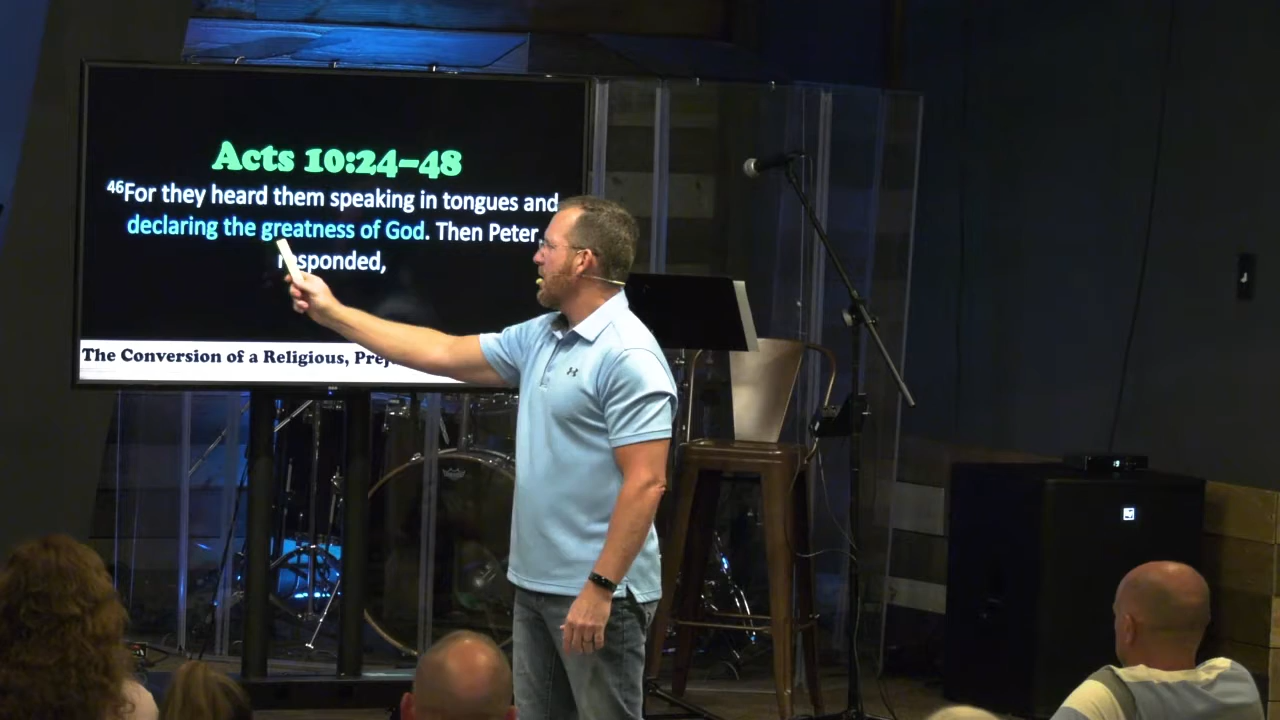 Acts 10:24–48
⁴⁶For they heard them speaking in tongues and
declaring the greatness of God. Then Peter
responded,
The Conversion of a Religious,